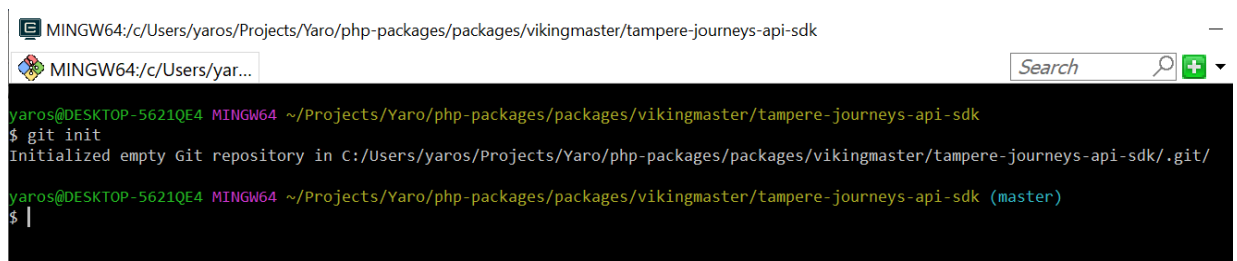 MINGW64:/c/Users/yaros/Projects/Yaro/php-packages/packages/vikingmaster/tampere-journeys-api-sdk
MINGW64:/c/Users/yar...
Search
yaros@DESKTOP-5621QE4 MINGW64 ~/Projects/Yaro/php-packages/packages/vikingmaster/tampere-journeys-api-sdk
$ git init
Initialized empty Git repository in C:/Users/yaros/Projects/Yaro/php-packages/packages/vikingmaster/tampere-journeys-api-sdk/.git/
yaros@DESKTOP-5621QE4 MINGW64 ~/Projects/Yaro/php-packages/packages/vikingmaster/tampere-journeys-api-sdk (master)
$